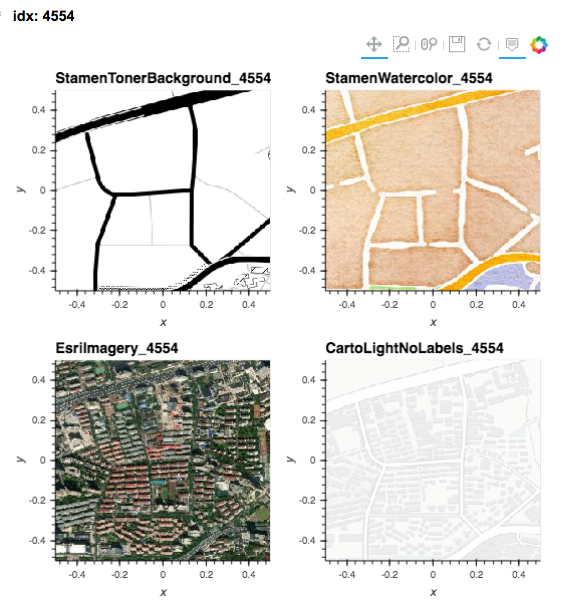 idx: 4554
StamenTonerBackground_4554
StamenWatercolor_4554
0.4
0.2
0
-0.2
-0.4
y
-0.4 -0.2 0 0.2 0.4
x
0.4
0.2
0
-0.2
-0.4
y
-0.4 -0.2 0 0.2 0.4
x
EsriImagery_4554
CartoLightNoLabels_4554
0.4
0.2
0
-0.2
-0.4
y
-0.4 -0.2 0 0.2 0.4
x
0.4
0.2
0
-0.2
-0.4
y
-0.4 -0.2 0 0.2 0.4
x